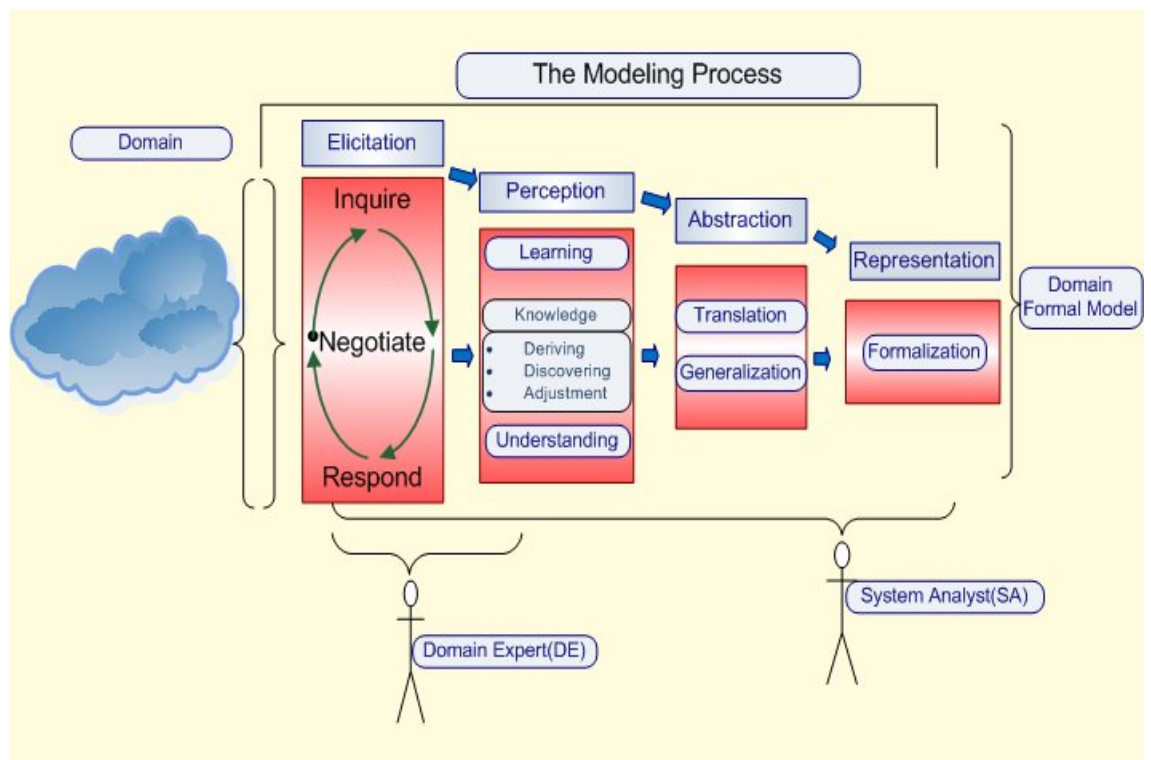 The Modeling Process
Domain
Elicitation
Inquire
Negotiate
Respond
Perception
Learning
Knowledge
• Deriving
• Discovering
• Adjustment
Understanding
Abstraction
Translation
Generalization
Representation
Formalization
Domain
Formal Model
Domain Expert(DE)
System Analyst(SA)